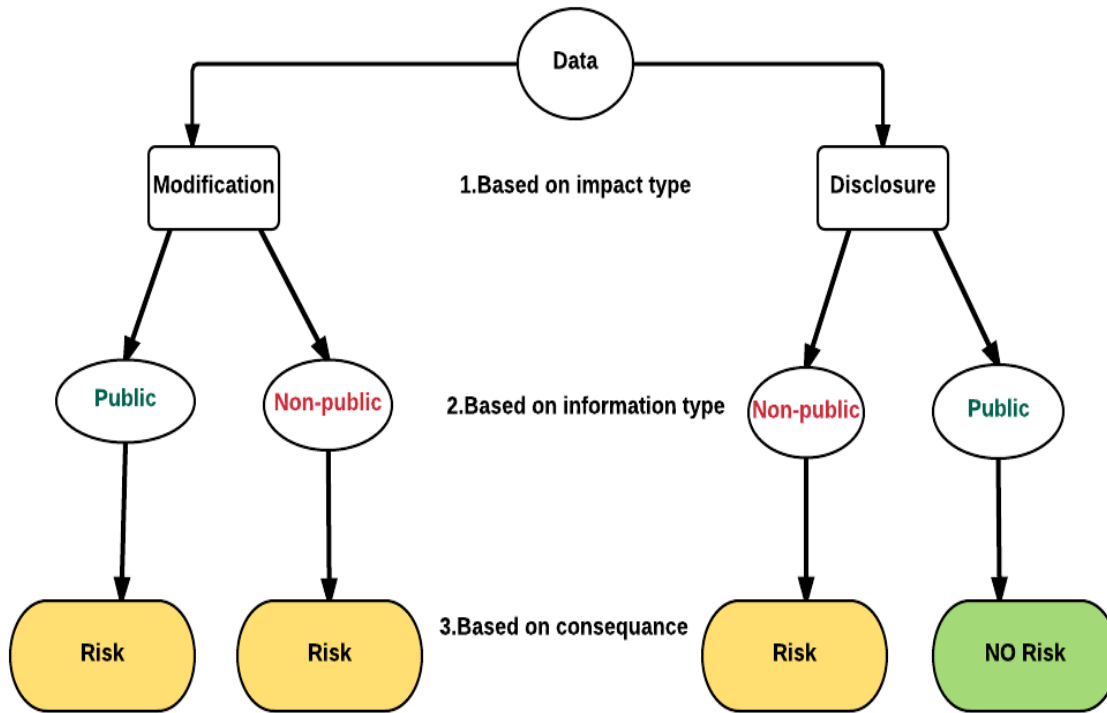 Data
Modification
1.Based on impact type
Disclosure
Public
Non-public
2.Based on information type
Non-public
Public
Risk
Risk
3.Based on consequance
Risk
NO Risk